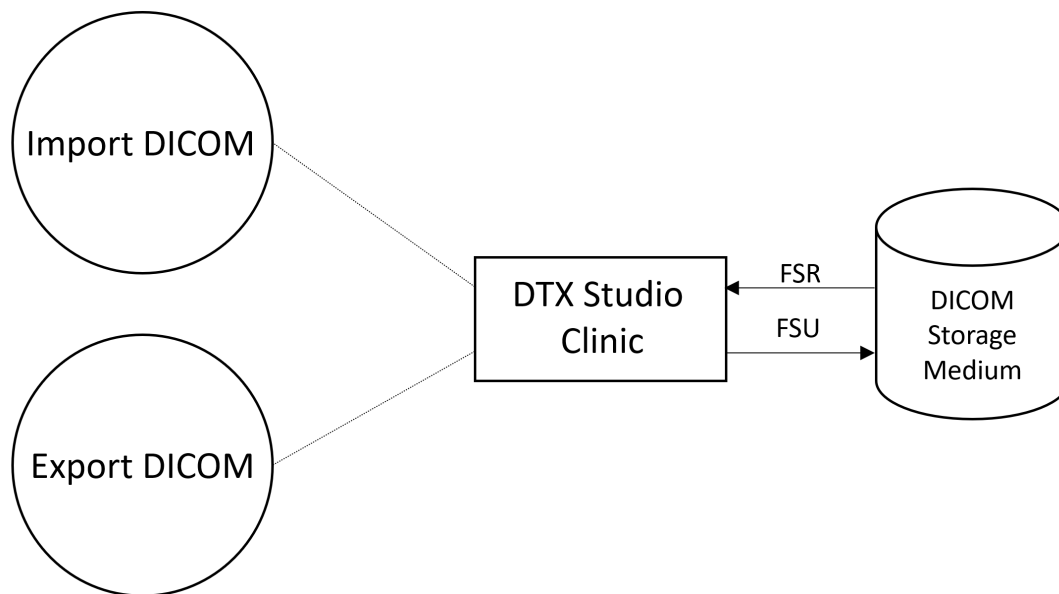 Import DICOM
Export DICOM
DTX Studio
Clinic
FSR
FSU
DICOM
Storage
Medium